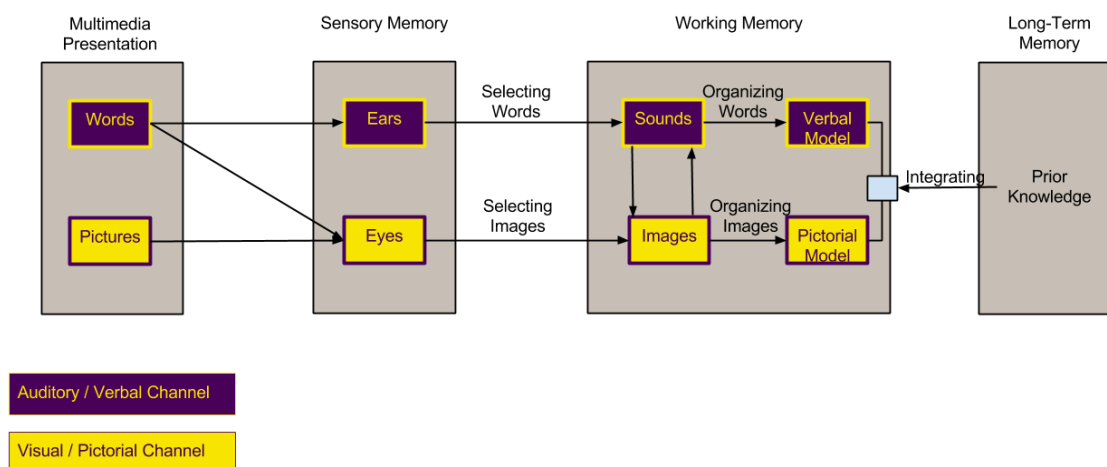 Multimedia
Presentation
Sensory Memory
Working Memory
Long-Term
Memory
Words
Ears
Selecting
Words
Sounds
Organizing
Words
Verbal
Model
Integrating
Prior
Knowledge
Pictures
Eyes
Selecting
Images
Images
Organizing
Images
Pictorial
Model
Auditory / Verbal Channel
Visual / Pictorial Channel